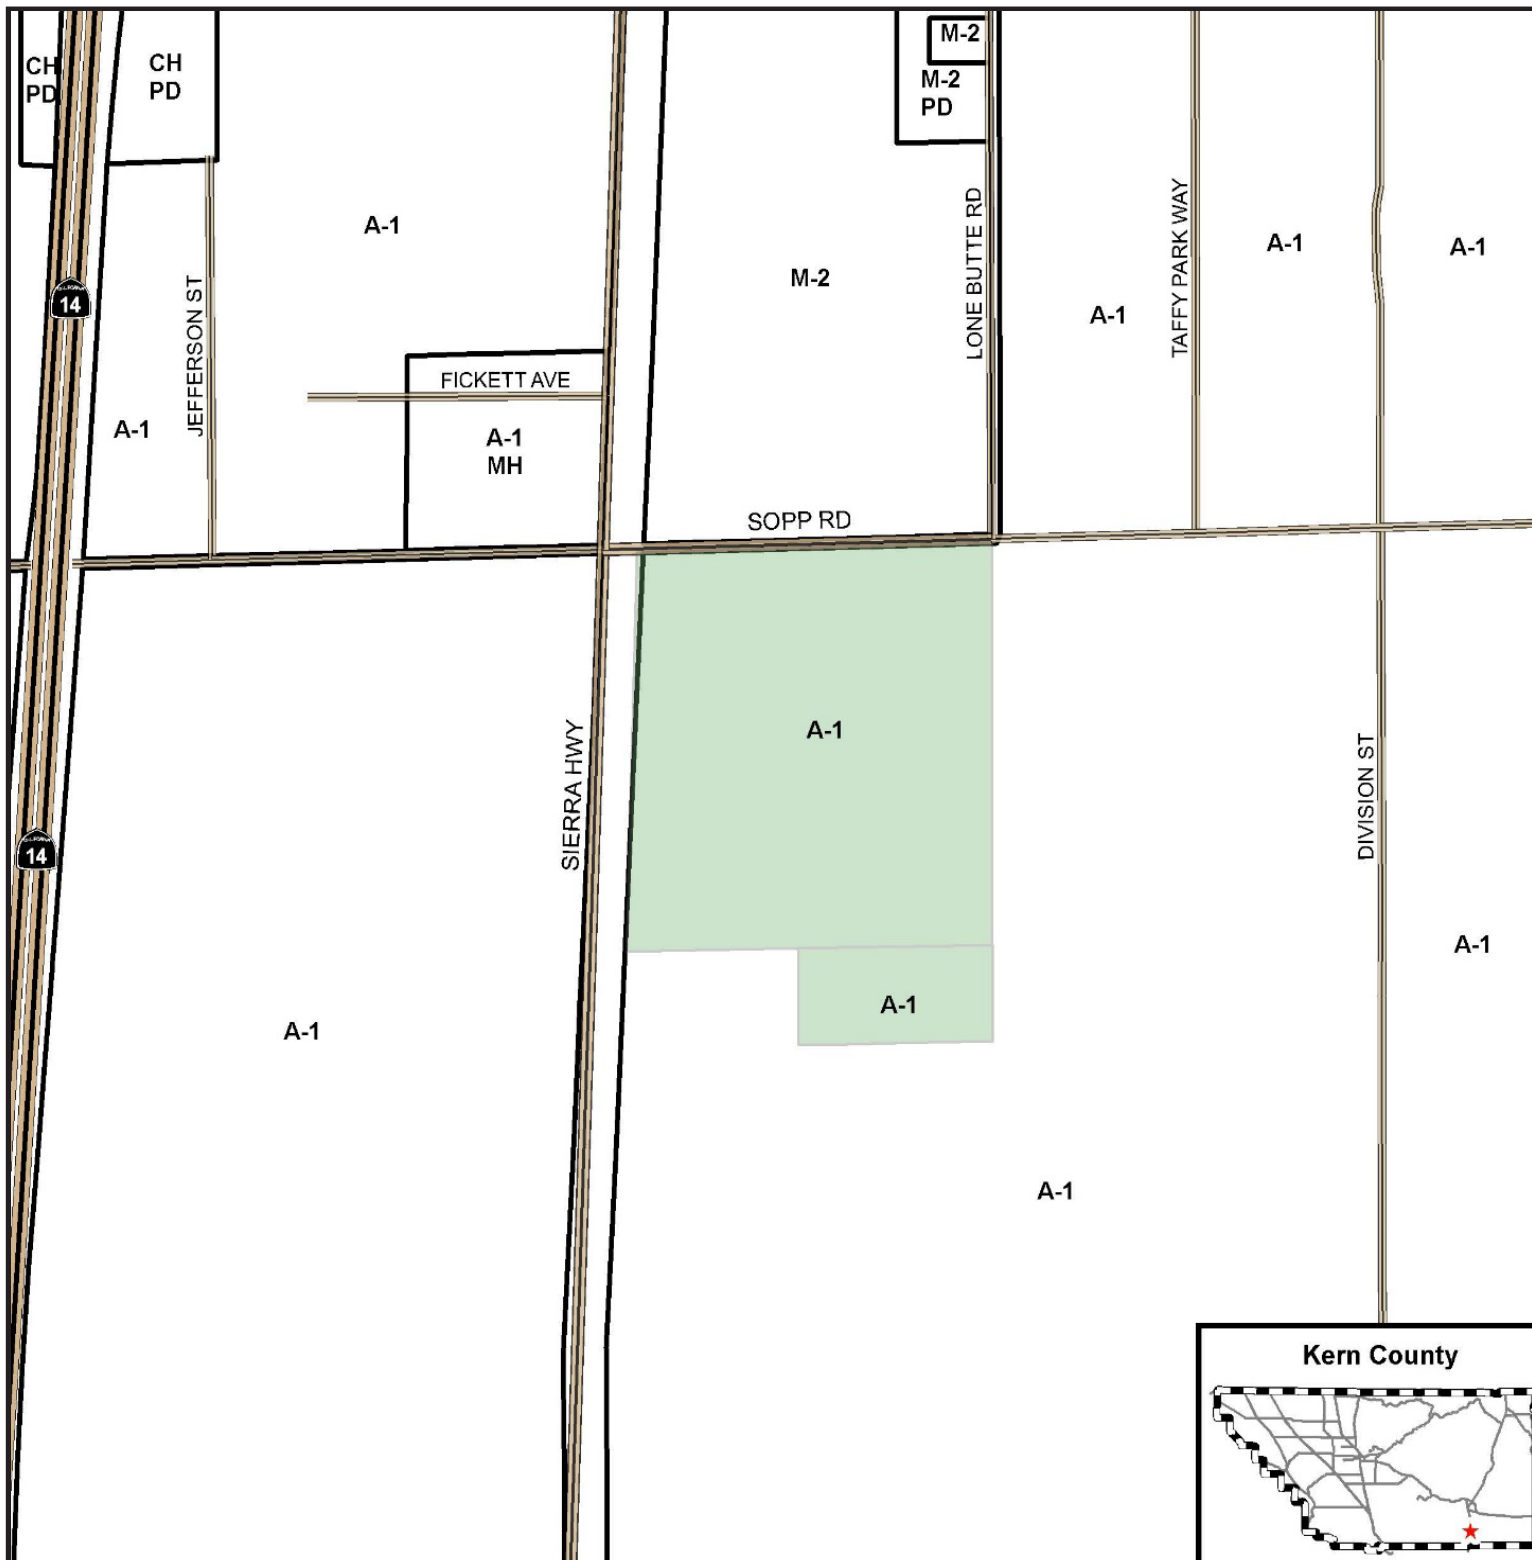 CH
PD
CH
PD
M-2
M-2
PD
A-1
M-2
A-1
A-1
A-1
JEFFERSON ST
LONE BUTTE RD
TAFFY PARK WAY
14
FICKETT AVE
A-1
A-1
MH
SOPP RD
A-1
SIERRA HWY
DIVISION ST
14
A-1
A-1
A-1
A-1
Kern County